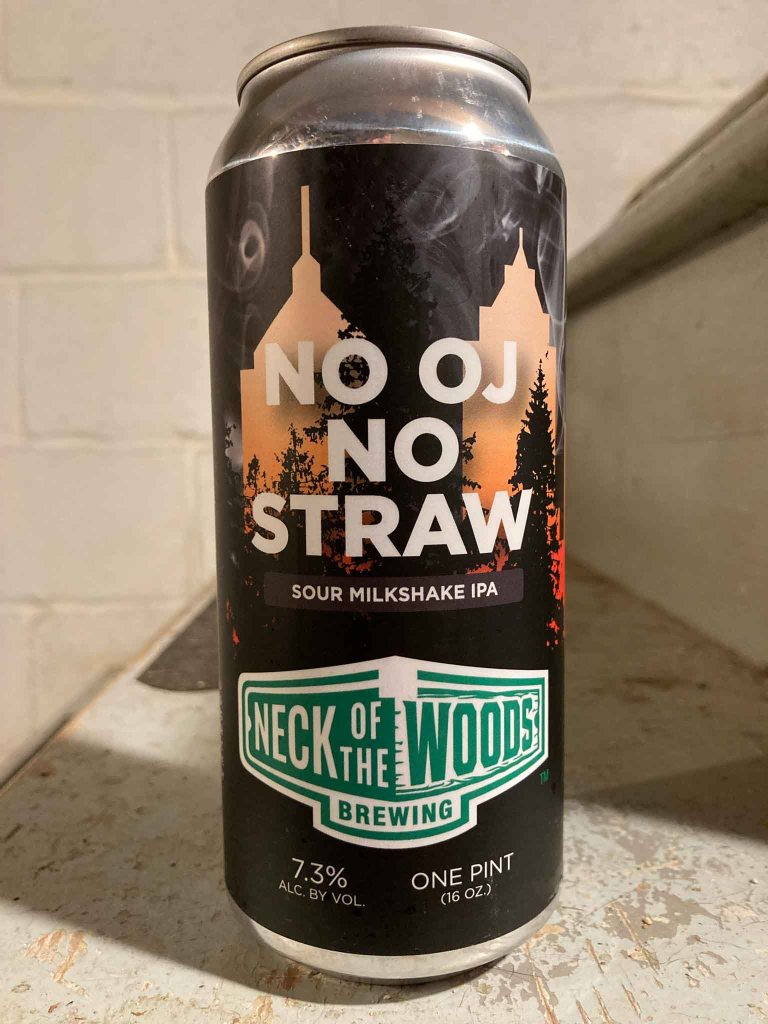 NO OJ
NO
STRAW
SOUR MILKSHAKE IPA
NECK OF THE WOODS
TM
BREWING
7.3%
ALC. BY VOL.
ONE PINT
(16 OZ.)